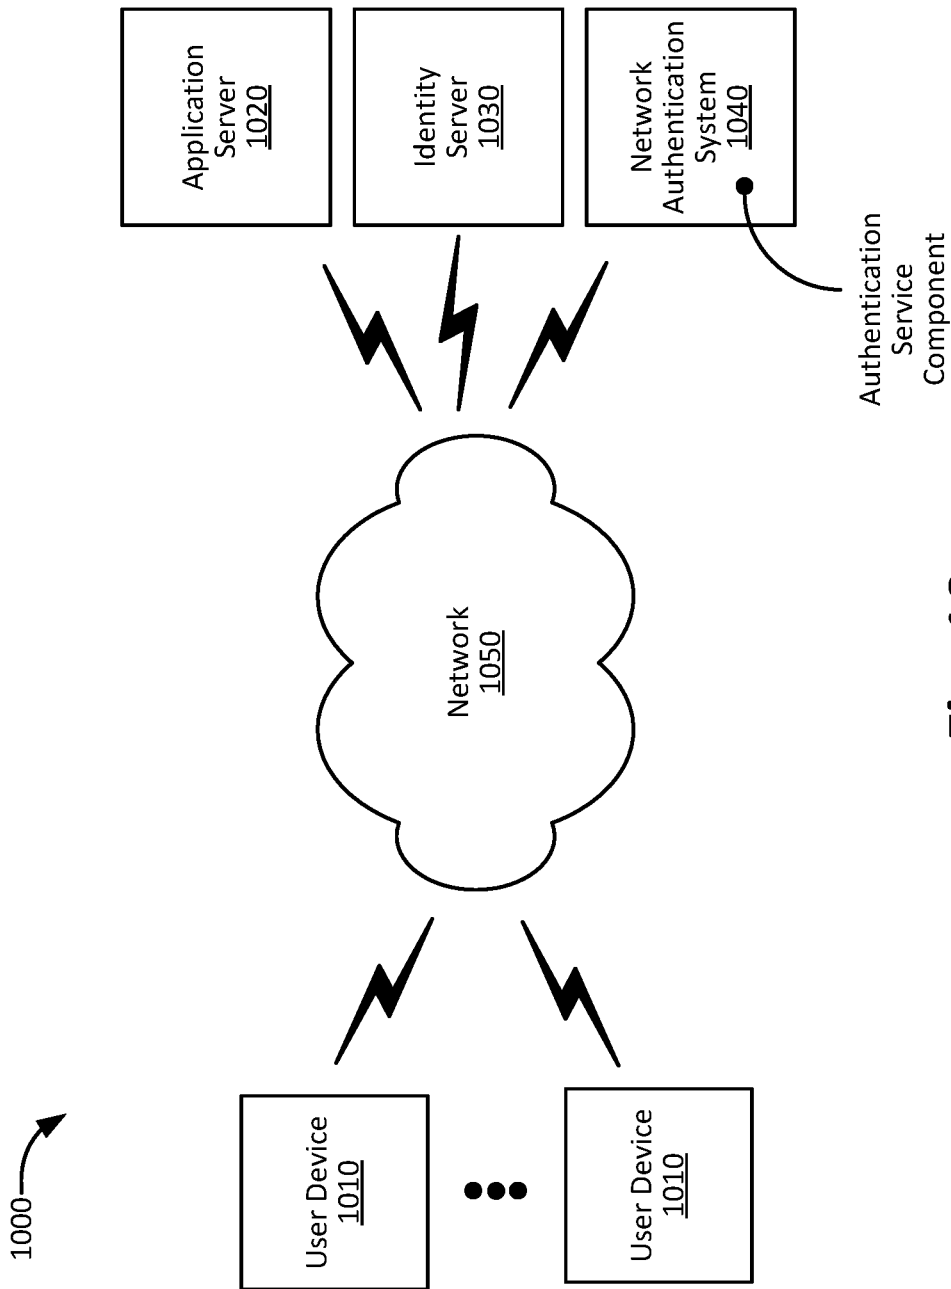 1000
User Device
1010
User Device
1010
Network
1050
Application
Server
1020
Identity
Server
1030
Network
Authentication
System
1040
Authentication
Service
Component